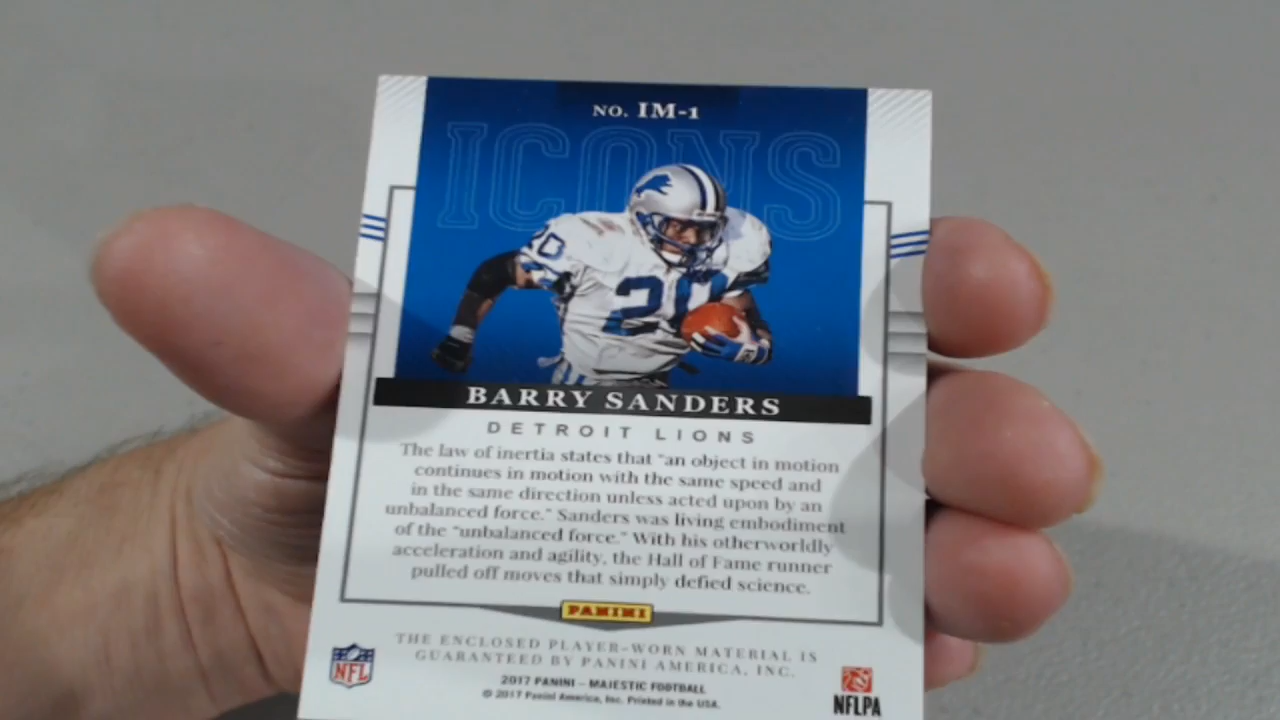 NO. IM-1
ICONS
20
20
BARRY SANDERS
DETROIT LIONS
The law of inertia states that "an object in motion
continues in motion with the same speed and
in the same direction unless acted upon by an
unbalanced force." Sanders was living embodiment
of the "unbalanced force." With his otherworldly
acceleration and agility, the Hall of Fame runner
pulled off moves that simply defied science.
PANINI
THE ENCLOSED PLAYER-WORN MATERIAL IS
GUARANTEED BY PANINI AMERICA, INC.
2017 PANINI – MAJESTIC FOOTBALL
© 2017 Panini America, Inc. Printed in the USA.
NFL
NFLPA